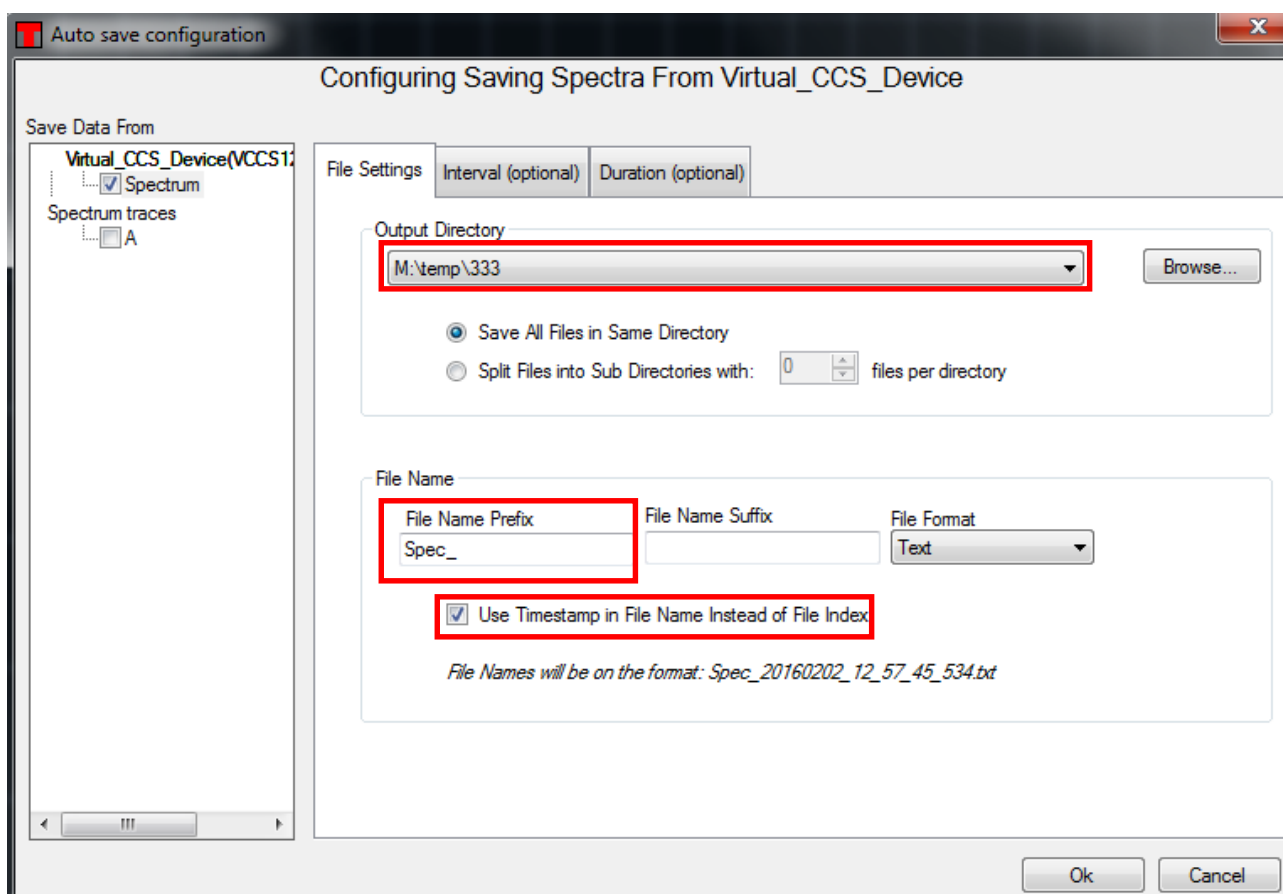 Auto save configuration
Configuring Saving Spectra From Virtual_CCS_Device
Save Data From
Virtual_CCS_Device(VCCS12
Spectrum
Spectrum traces
A
File Settings
Interval (optional)
Duration (optional)
Output Directory
M:\temp\333
Browse...
Save All Files in Same Directory
Split Files into Sub Directories with: 0 files per directory
File Name
File Name Prefix
File Name Suffix
File Format
Spec_
Text
Use Timestamp in File Name Instead of File Index
File Names will be on the format: Spec_20160202_12_57_45_534.txt
Ok
Cancel